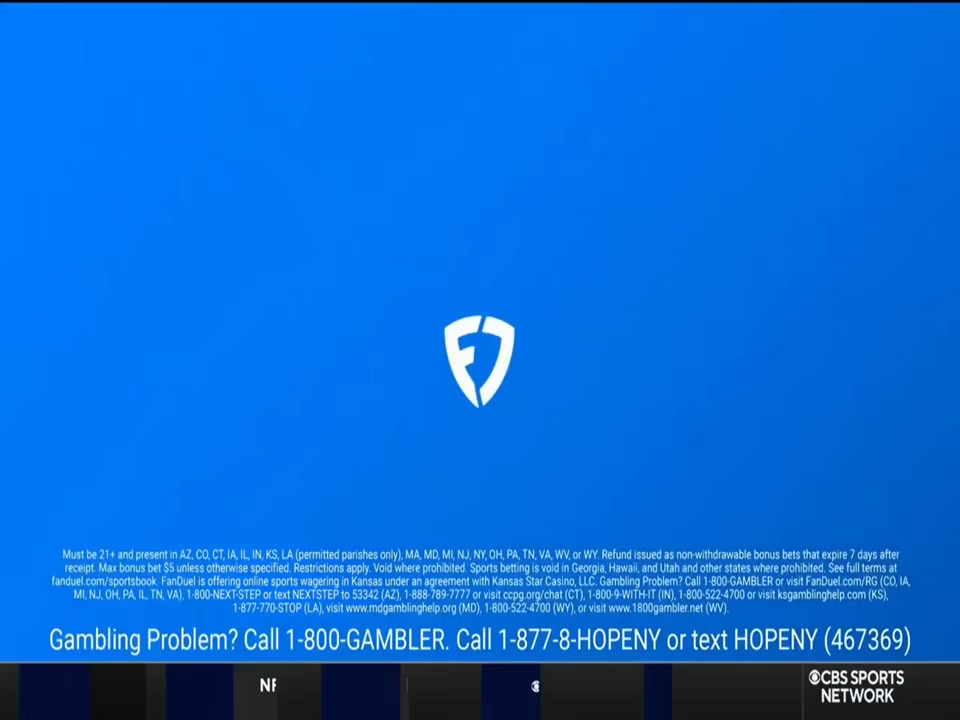 Must be 21+ and present in AZ, CO, CT, IA, IL, IN, KS, LA (permitted parishes only), MA, MD, MI, NJ, NY, OH, PA, TN, VA, WV, or WY. Refund issued as non-withdrawable bonus bets that expire 7 days after
receipt. Max bonus bet $5 unless otherwise specified. Restrictions apply. Void where prohibited. Sports betting is void in Georgia, Hawaii, and Utah and other states where prohibited. See full terms at
fanduel.com/sportsbook. FanDuel is offering online sports wagering in Kansas under an agreement with Kansas Star Casino, LLC. Gambling Problem? Call 1-800-GAMBLER or visit FanDuel.com/RG (CO, IA,
MI, NJ, OH, PA, IL, TN, VA), 1-800-NEXT-STEP or text NEXTSTEP to 53342 (AZ), 1-888-789-7777 or visit ccpg.org/chat (CT), 1-800-9-WITH-IT (IN), 1-800-522-4700 or visit ksgamblinghelp.com (KS),
1-877-770-STOP (LA), visit www.mdgamblinghelp.org (MD), 1-800-522-4700 (WY), or visit www.1800gambler.net (WV).
Gambling Problem? Call 1-800-GAMBLER. Call 1-877-8-HOPENY or text HOPENY (467369)
CBS SPORTS
NETWORK